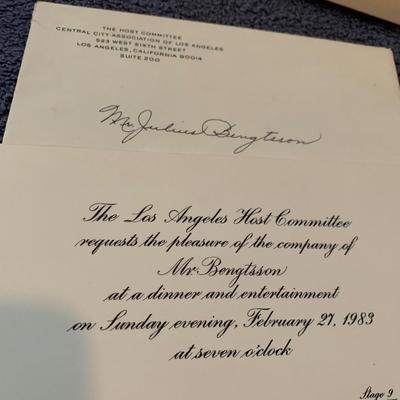 THE HOST COMMITTEE
CENTRAL CITY ASSOCIATION OF LOS ANGELES
523 WEST SIXTH STREET
LOS ANGELES, CALIFORNIA 90014
SUITE 200
Mr. Julius Bengtsson
The Los Angeles Host Committee
requests the pleasure of the company of
Mr. Bengtsson
at a dinner and entertainment
on Sunday evening, February 27, 1983
at seven o'clock
Stage 9